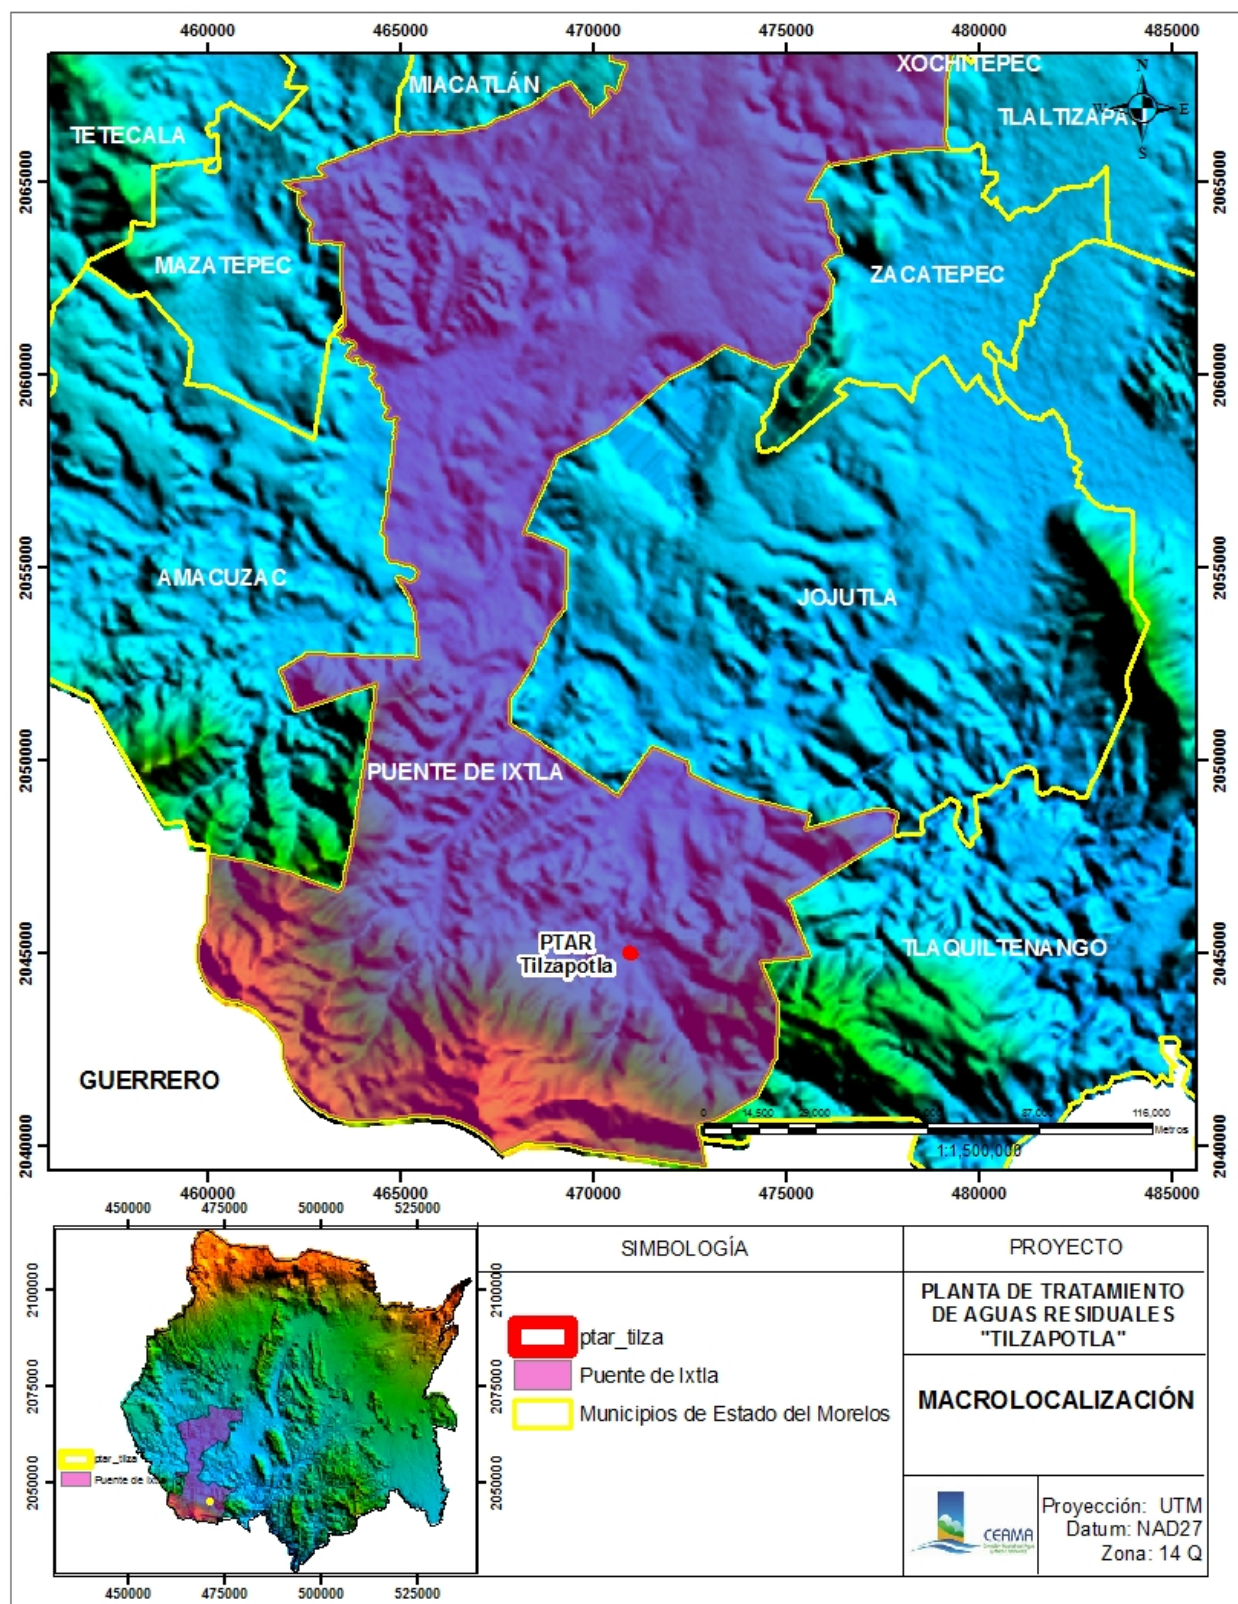 460000 465000 470000 475000 480000 485000
XOCHITEPEC
MIACATLÁN
N
W E
S
TLALTIZAPA
TETECALA
2065000 2065000
MAZATEPEC
ZACATEPEC
2060000 2060000
AMACUZAC
2055000 2055000
JOJUTLA
PUENTE DE IXTLA
2050000 2050000
PTAR
Tilzapotla
TLAQUILTENANGO
2045000 2045000
GUERRERO
0 14,500 29,000 87,000 116,000
Metros
1:1,500,000
2040000 2040000
460000 465000 470000 475000 480000 485000
450000 475000 500000 525000
2100000 2100000
2075000 2075000
2050000 2050000
ptar_tilza
Puente de Ixt
450000 475000 500000 525000
SIMBOLOGÍA
ptar_tilza
Puente de Ixtla
Municipios de Estado del Morelos
PROYECTO
PLANTA DE TRATAMIENTO
DE AGUAS RESIDUALES
"TILZAPOTLA"
MACROLOCALIZACIÓN
CEAMA
Proyección: UTM
Datum: NAD27
Zona: 14 Q